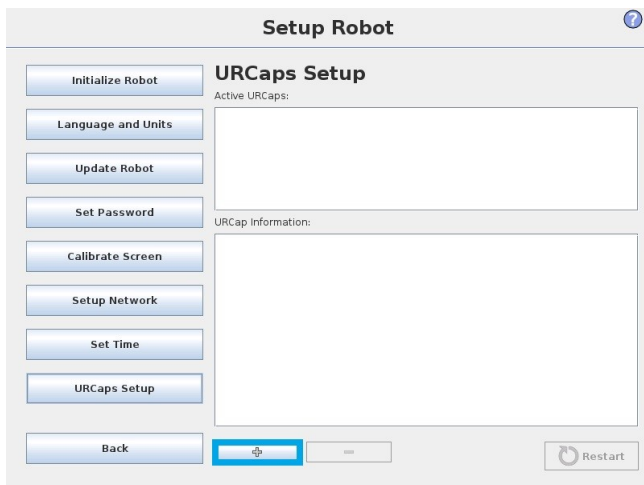 Setup Robot
?
Initialize Robot
Language and Units
Update Robot
Set Password
Calibrate Screen
Setup Network
Set Time
URCaps Setup
Back
URCaps Setup
Active URCaps:
URCap Information:
Restart